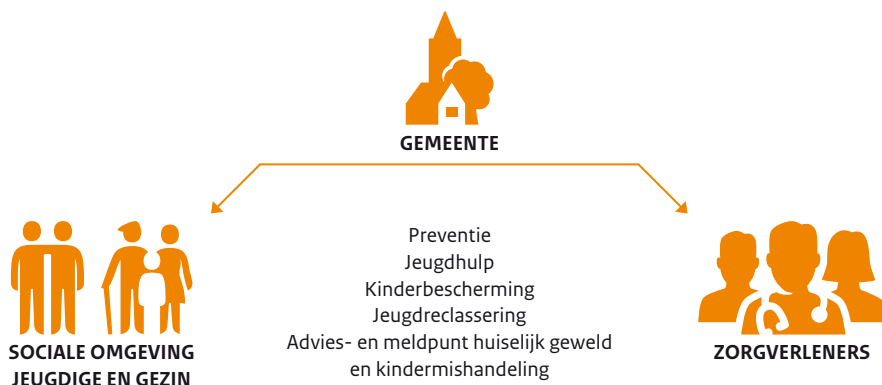 GEMEENTE
Preventie
Jeugdhulp
Kinderbescherming
Jeugdreclassering
Advies- en meldpunt huiselijk geweld
en kindermishandeling
SOCIALE OMGEVING
JEUGDIGE EN GEZIN
ZORGVERLENERS